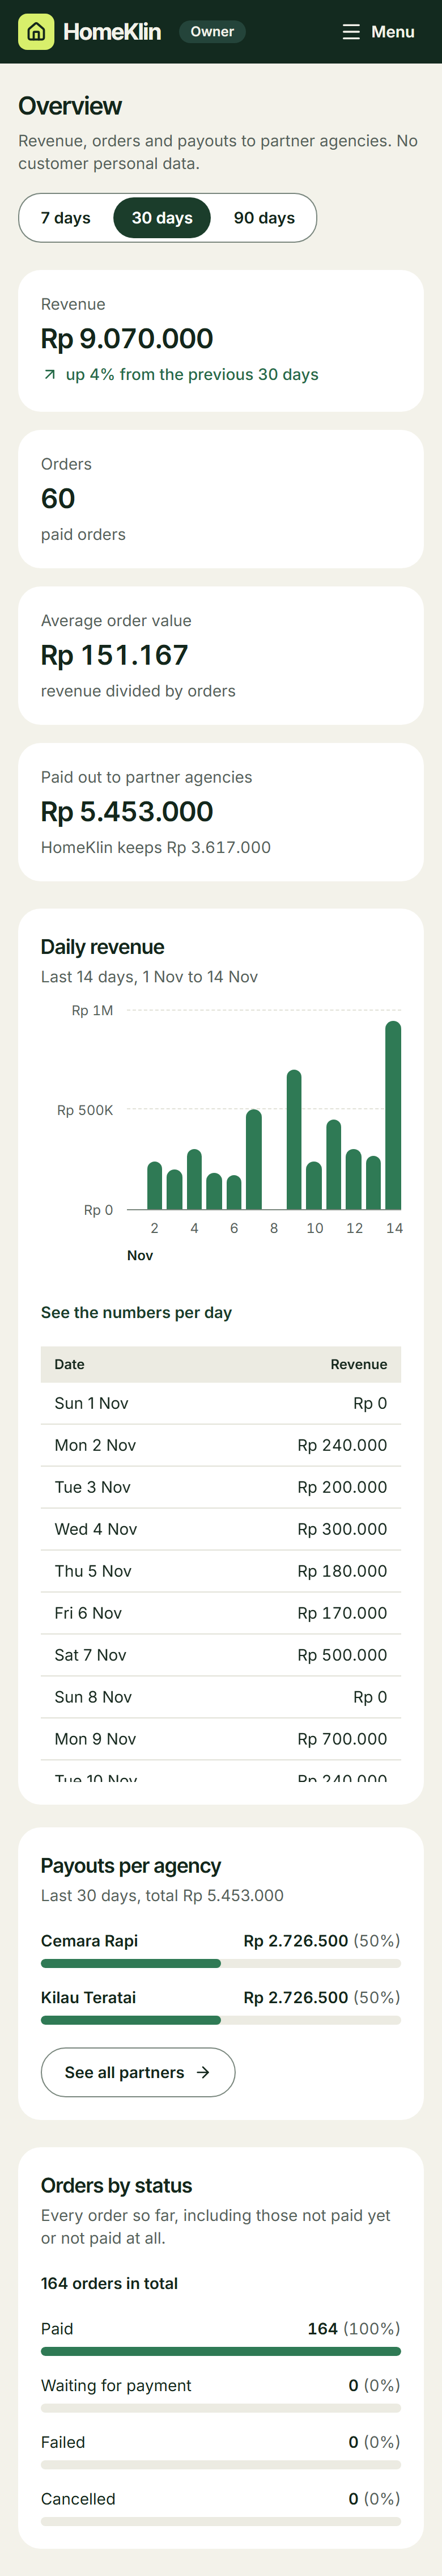 HomeKlin
Owner
Menu
Overview
Revenue, orders and payouts to partner agencies. No
customer personal data.
7 days
30 days
90 days
Revenue
Rp 9.070.000
up 4% from the previous 30 days
Orders
60
paid orders
Average order value
Rp 151.167
revenue divided by orders
Paid out to partner agencies
Rp 5.453.000
HomeKlin keeps Rp 3.617.000
Daily revenue
Last 14 days, 1 Nov to 14 Nov
Rp 1M
Rp 500K
Rp 0
2 4 6 8 10 12 14
Nov
See the numbers per day
Date Revenue
Sun 1 Nov Rp 0
Mon 2 Nov Rp 240.000
Tue 3 Nov Rp 200.000
Wed 4 Nov Rp 300.000
Thu 5 Nov Rp 180.000
Fri 6 Nov Rp 170.000
Sat 7 Nov Rp 500.000
Sun 8 Nov Rp 0
Mon 9 Nov Rp 700.000
Tue 10 Nov Rp 240.000
Payouts per agency
Last 30 days, total Rp 5.453.000
Cemara Rapi Rp 2.726.500 (50%)
Kilau Teratai Rp 2.726.500 (50%)
See all partners
Orders by status
Every order so far, including those not paid yet
or not paid at all.
164 orders in total
Paid 164 (100%)
Waiting for payment 0 (0%)
Failed 0 (0%)
Cancelled 0 (0%)